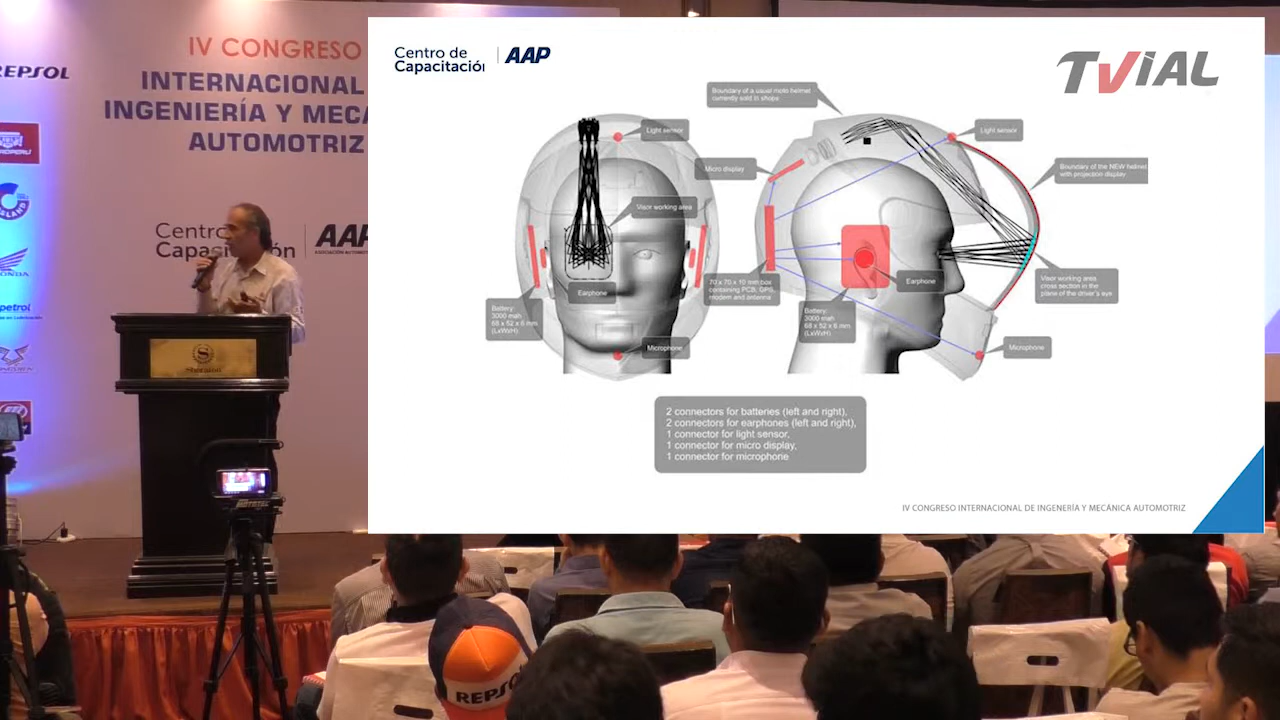 IV CONGRESO
INTERNACIONAL
INGENIERÍA Y MECÁ
AUTOMOTRIZ
REPSOL
Centro
Capacitación
AAP
HONDA
petrol
Sheraton
REPSOL
Centro de
Capacitación
AAP
TViAL
Boundary of a usual moto helmet
currently sold in shops
Light sensor
Light sensor
Micro display
Boundary of the NEW helmet
with projection display
Visor working area
70 x 70 x 10 mm box
containing PCB, GPS,
modem and antenna
Earphone
Earphone
Visor working area
cross section in the
plane of the driver's eye
Battery:
3000 mah
68 x 52 x 6 mm
(LxWxH)
Battery:
3000 mah
68 x 52 x 6 mm
(LxWxH)
Microphone
Microphone
2 connectors for batteries (left and right),
2 connectors for earphones (left and right),
1 connector for light sensor,
1 connector for micro display,
1 connector for microphone
IV CONGRESO INTERNACIONAL DE INGENERÍA Y MECÁNICA AUTOMOTRIZ